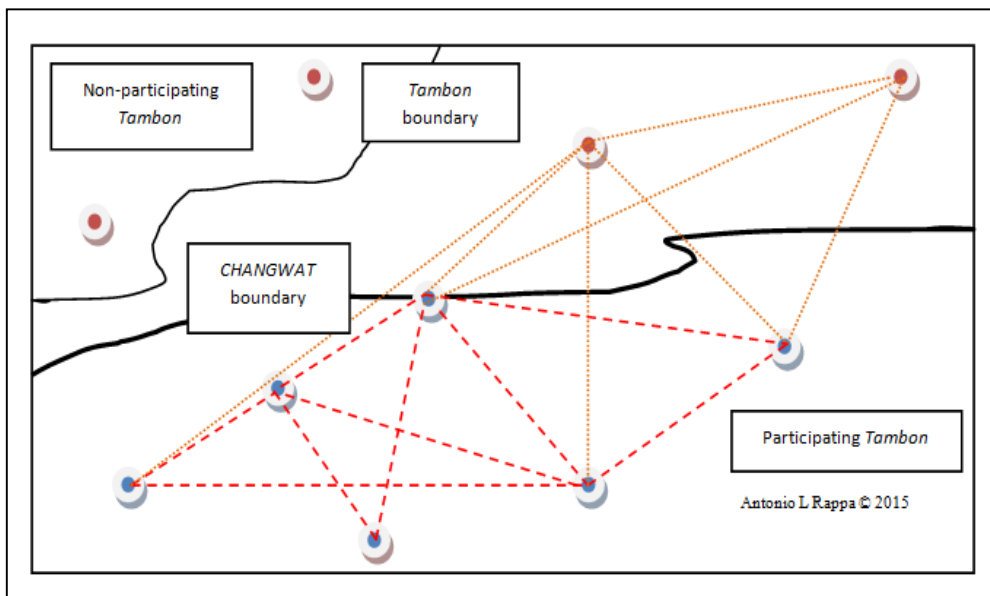 Non-participating
Tambon
Tambon
boundary
CHANGWAT
boundary
Participating Tambon
Antonio L Rappa © 2015